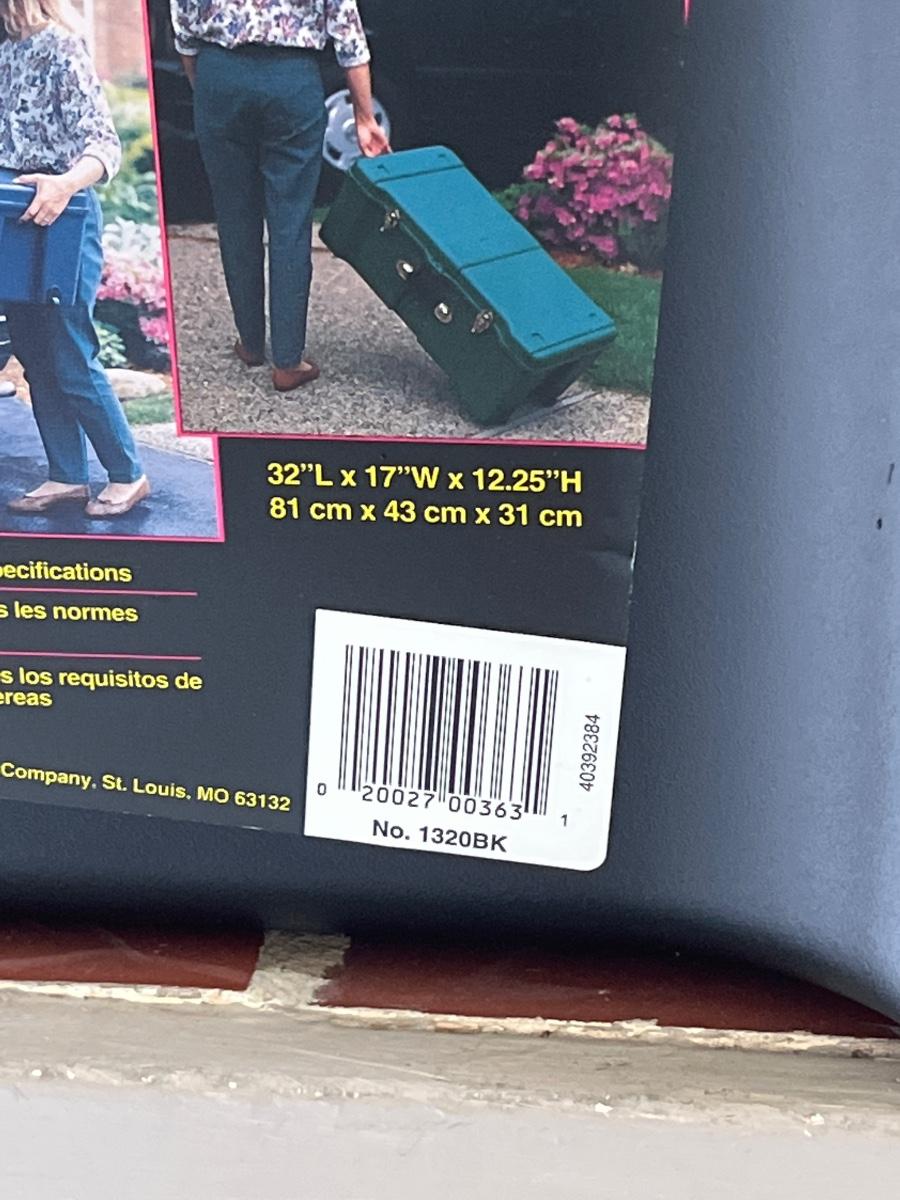 32”L x 17”W x 12.25”H
81 cm x 43 cm x 31 cm
ecifications
s les normes
s los requisitos de
ereas
Company, St. Louis, MO 63132
40392384
0 20027 00363 1
No. 1320BK